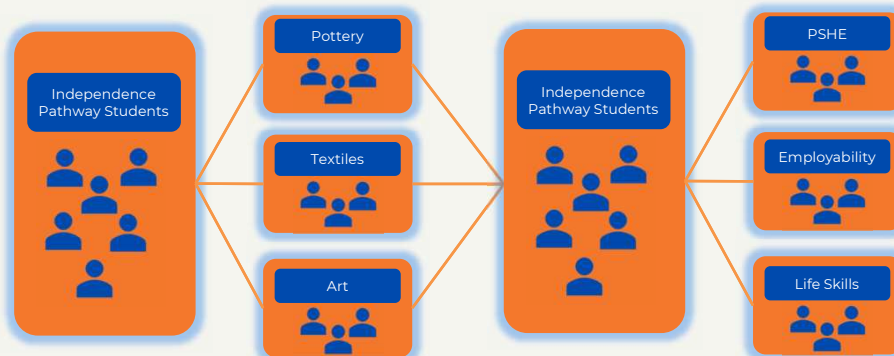 Independence
Pathway Students
Pottery
Textiles
Art
Independence
Pathway Students
PSHE
Employability
Life Skills